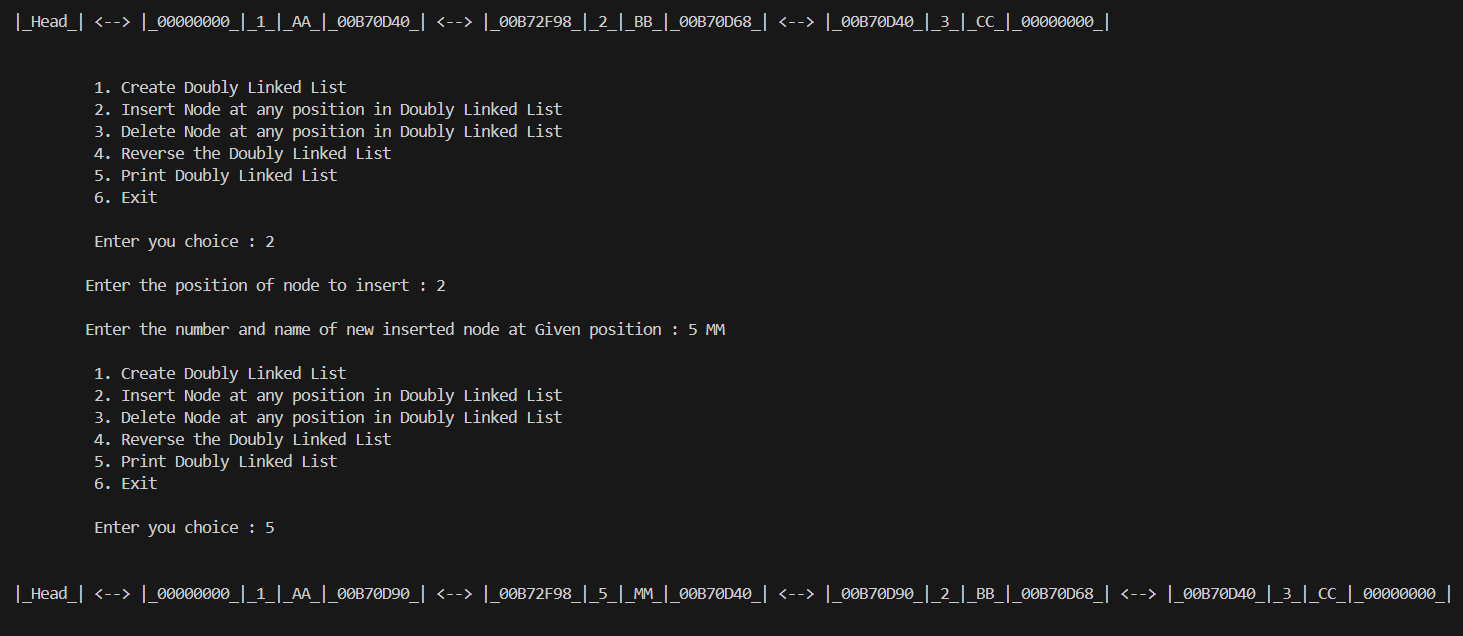 |_Head_| <--> |_00000000_|_1_|_AA_|_00B70D40_| <--> |_00B72F98_|_2_|_BB_|_00B70D68_| <--> |_00B70D40_|_3_|_CC_|_00000000_|
1. Create Doubly Linked List
2. Insert Node at any position in Doubly Linked List
3. Delete Node at any position in Doubly Linked List
4. Reverse the Doubly Linked List
5. Print Doubly Linked List
6. Exit
Enter you choice : 2
Enter the position of node to insert : 2
Enter the number and name of new inserted node at Given position : 5 MM
1. Create Doubly Linked List
2. Insert Node at any position in Doubly Linked List
3. Delete Node at any position in Doubly Linked List
4. Reverse the Doubly Linked List
5. Print Doubly Linked List
6. Exit
Enter you choice : 5
|_Head_| <--> |_00000000_|_1_|_AA_|_00B70D90_| <--> |_00B72F98_|_5_|_MM_|_00B70D40_| <--> |_00B70D90_|_2_|_BB_|_00B70D68_| <--> |_00B70D40_|_3_|_CC_|_00000000_|